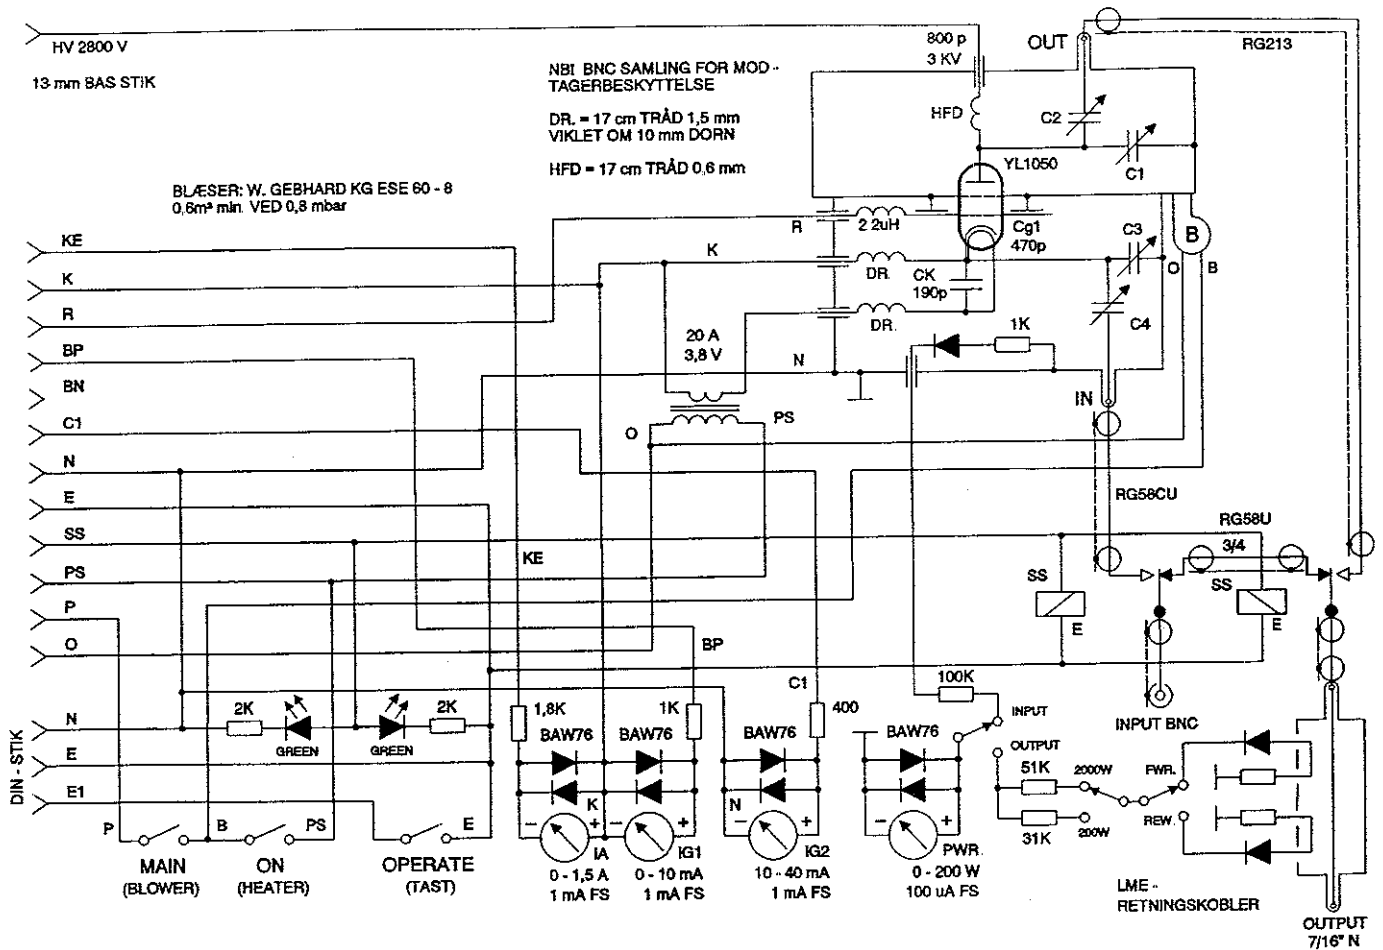 HV 2800 V
13 mm BAS STIK
NBI BNC SAMLING FOR MOD -
TAGERBESKYTTELSE
DR. = 17 cm TRÅD 1,5 mm
VIKLET OM 10 mm DORN
HFD = 17 cm TRÅD 0,6 mm
BLÆSER: W. GEBHARD KG ESE 60 - 8
0,6m³ min. VED 0,8 mbar
800 p
3 KV
OUT
RG213
HFD
C2
C1
YL1050
R
2 2uH
Cg1
470p
C3
B
O
B
K
DR.
CK
190p
C4
DR.
1K
20 A
3,8 V
N
IN
PS
O
RG58CU
RG58U
3/4
SS
E
SS
E
KE
K
R
BP
BN
C1
N
E
SS
PS
P
O
DIN - STIK
N
E
E1
KE
BP
C1
2K
GREEN
GREEN
2K
1,8K
1K
400
100K
BAW76
BAW76
BAW76
BAW76
INPUT
OUTPUT
51K
31K
2000W
200W
FWR.
REW.
INPUT BNC
P
B
PS
E
MAIN
(BLOWER)
ON
(HEATER)
OPERATE
(TAST)
K
N
- +
IA
0 - 1,5 A
1 mA FS
- +
IG1
0 - 10 mA
1 mA FS
- +
IG2
10 - 40 mA
1 mA FS
- +
PWR.
0 - 200 W
100 uA FS
LME -
RETNINGSKOBLER
OUTPUT
7/16" N